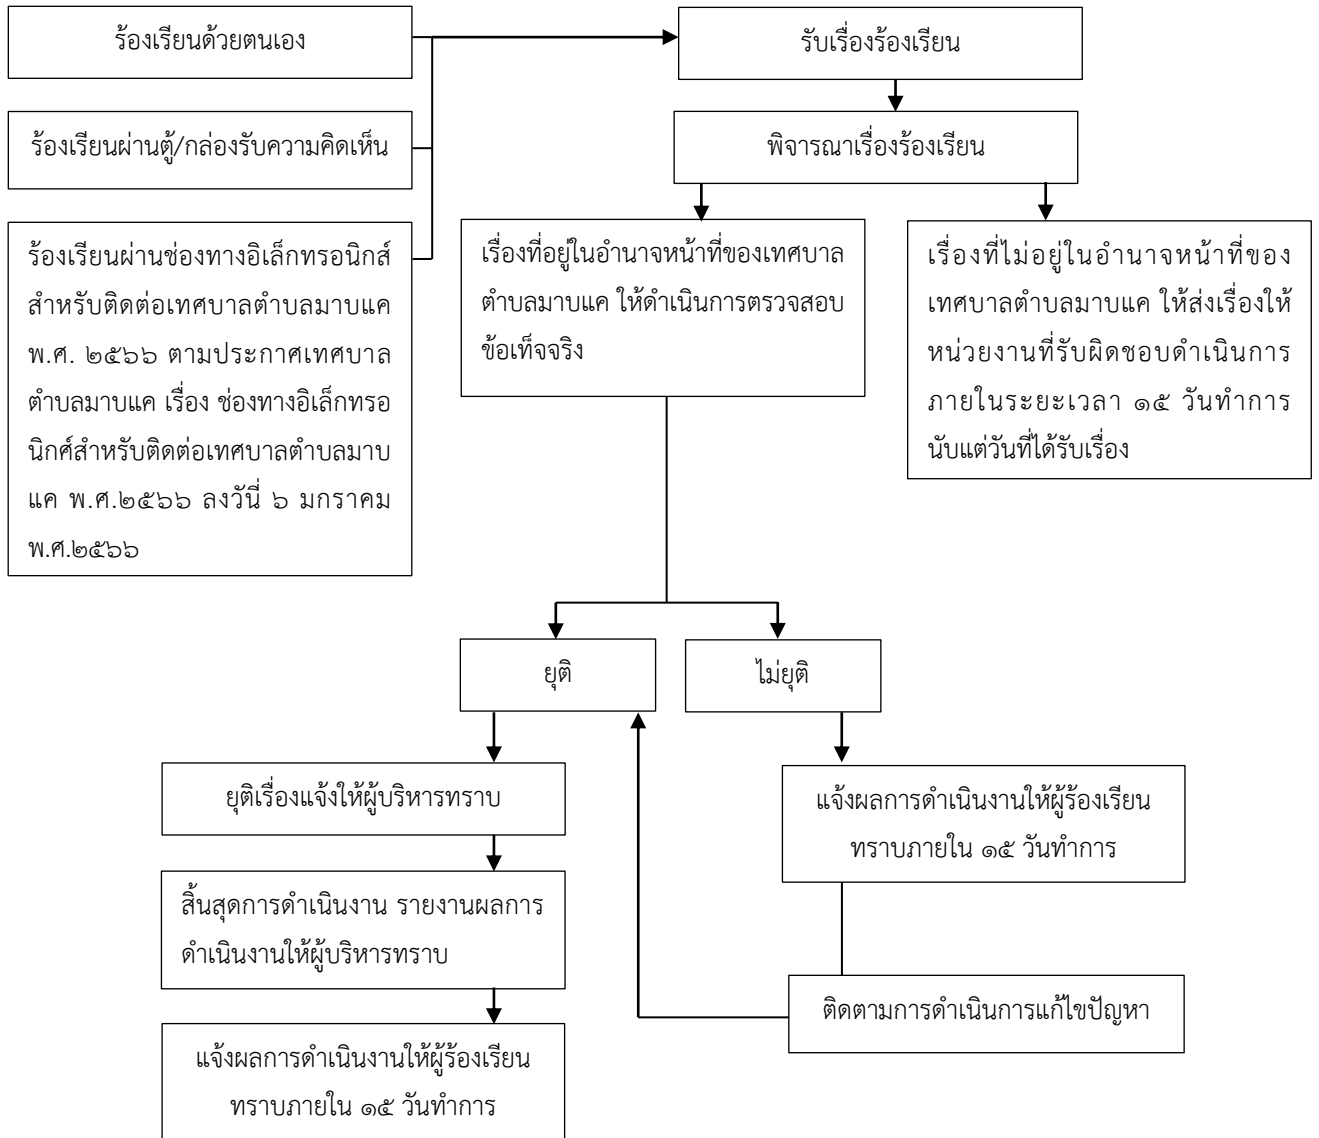 ร้องเรียนด้วยตนเอง
รับเรื่องร้องเรียน
ร้องเรียนผ่านตู้/กล่องรับความคิดเห็น
พิจารณาเรื่องร้องเรียน
ร้องเรียนผ่านช่องทางอิเล็กทรอนิกส์
สำหรับติดต่อเทศบาลตำบลมาบแค
พ.ศ. ๒๕๖๖ ตามประกาศเทศบาล
ตำบลมาบแค เรื่อง ช่องทางอิเล็กทรอ
นิกศ์สำหรับติดต่อเทศบาลตำบลมาบ
แค พ.ศ.๒๕๖๖ ลงวันี่ ๖ มกราคม
พ.ศ.๒๕๖๖
เรื่องที่อยู่ในอำนาจหน้าที่ของเทศบาล
ตำบลมาบแค ให้ดำเนินการตรวจสอบ
ข้อเท็จจริง
เรื่องที่ไม่อยู่ในอำนาจหน้าที่ของ
เทศบาลตำบลมาบแค ให้ส่งเรื่องให้
หน่วยงานที่รับผิดชอบดำเนินการ
ภายในระยะเวลา ๑๕ วันทำการ
นับแต่วันที่ได้รับเรื่อง
ยุติ
ไม่ยุติ
ยุติเรื่องแจ้งให้ผู้บริหารทราบ
แจ้งผลการดำเนินงานให้ผู้ร้องเรียน
ทราบภายใน ๑๕ วันทำการ
สิ้นสุดการดำเนินงาน รายงานผลการ
ดำเนินงานให้ผู้บริหารทราบ
ติดตามการดำเนินการแก้ไขปัญหา
แจ้งผลการดำเนินงานให้ผู้ร้องเรียน
ทราบภายใน ๑๕ วันทำการ